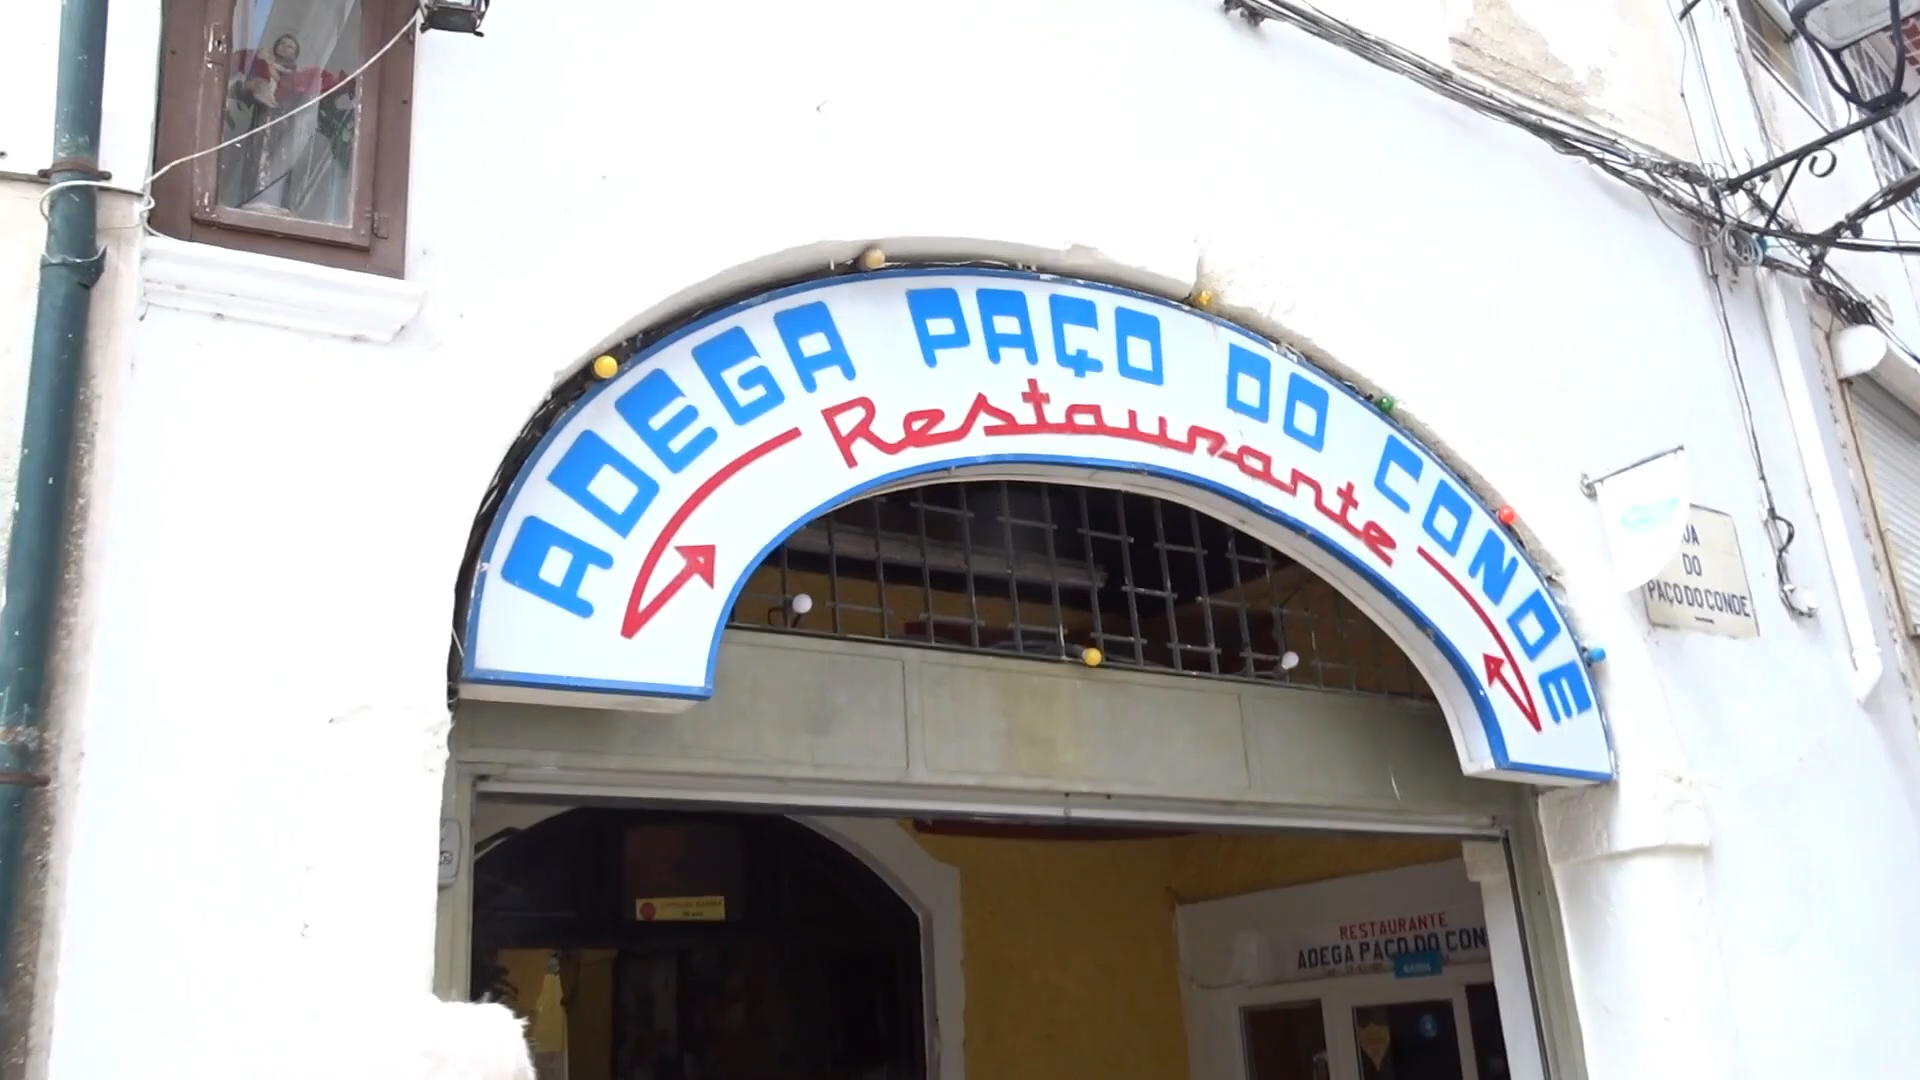 ADEGA PAÇO DO CONDE
Restaurante
DO
PAÇO DO CONDE
RESTAURANTE
ADEGA PAÇO DO CON